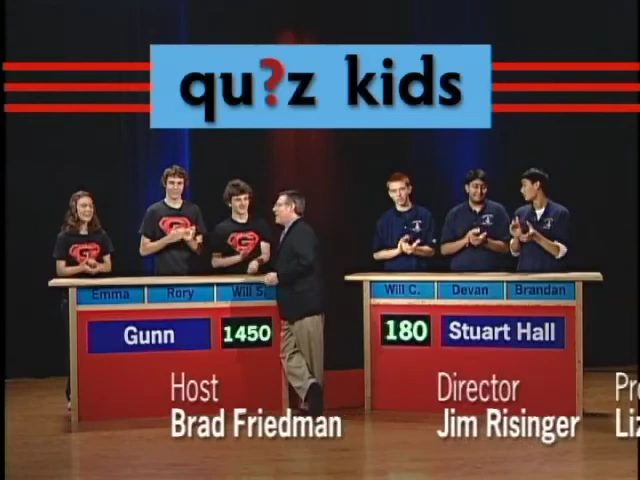 qu?z kids
Emma Rory Will S.
Will C. Devan Brandan
Gunn 1450
180 Stuart Hall
Host
Brad Friedman
Director
Jim Risinger